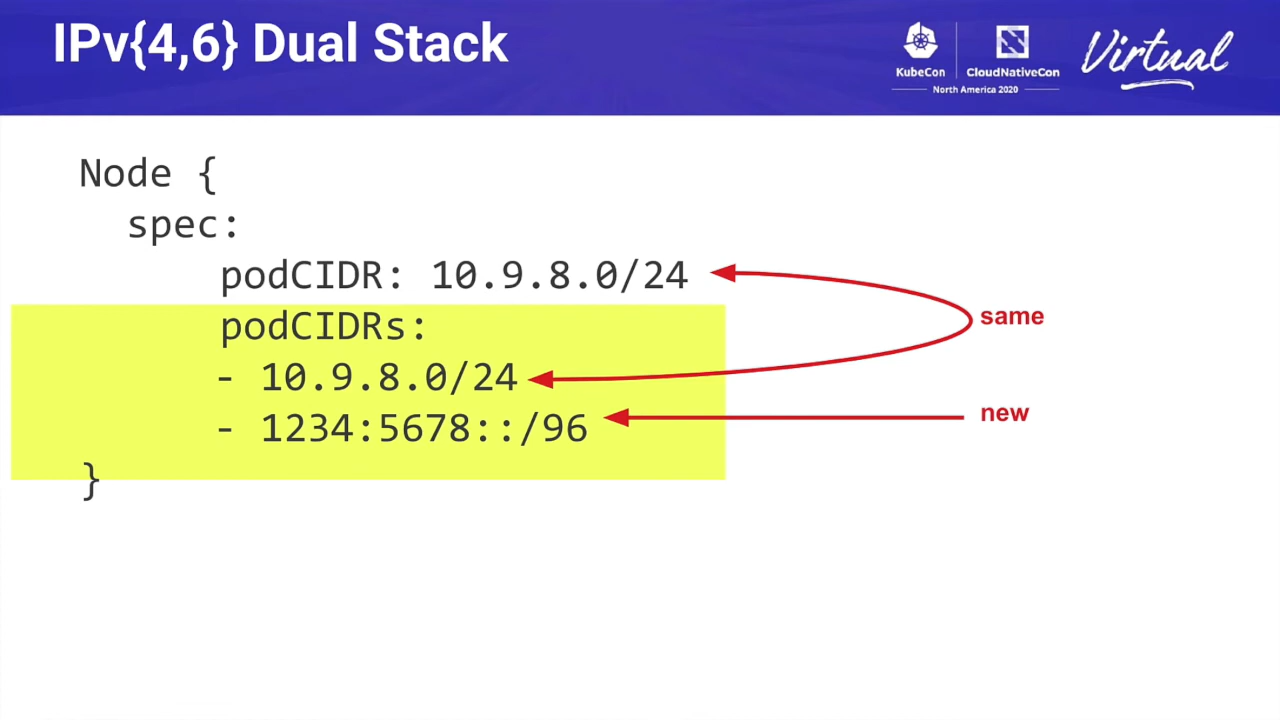 IPv{4,6} Dual Stack
KubeCon
CloudNativeCon
North America 2020
Virtual
Node {
spec:
podCIDR: 10.9.8.0/24
podCIDRs:
- 10.9.8.0/24
- 1234:5678::/96
}
same
new